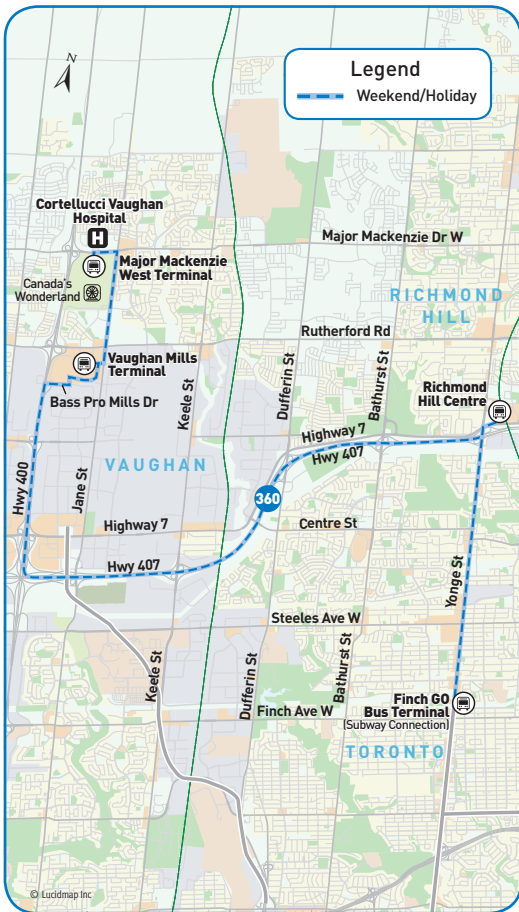 N
Legend
Weekend/Holiday
Cortellucci Vaughan
Hospital
H
Major Mackenzie Dr W
Major Mackenzie
West Terminal
Canada's
Wonderland
RICHMOND
HILL
Rutherford Rd
Vaughan Mills
Terminal
Keele St
Dufferin St
Bathurst St
Richmond
Hill Centre
Bass Pro Mills Dr
Highway 7
Hwy 407
VAUGHAN
Hwy 400
Jane St
360
Highway 7
Centre St
Hwy 407
Yonge St
Steeles Ave W
Keele St
Dufferin St
Bathurst St
Finch GO
Bus Terminal
(Subway Connection)
Finch Ave W
TORONTO
© Lucidmap Inc